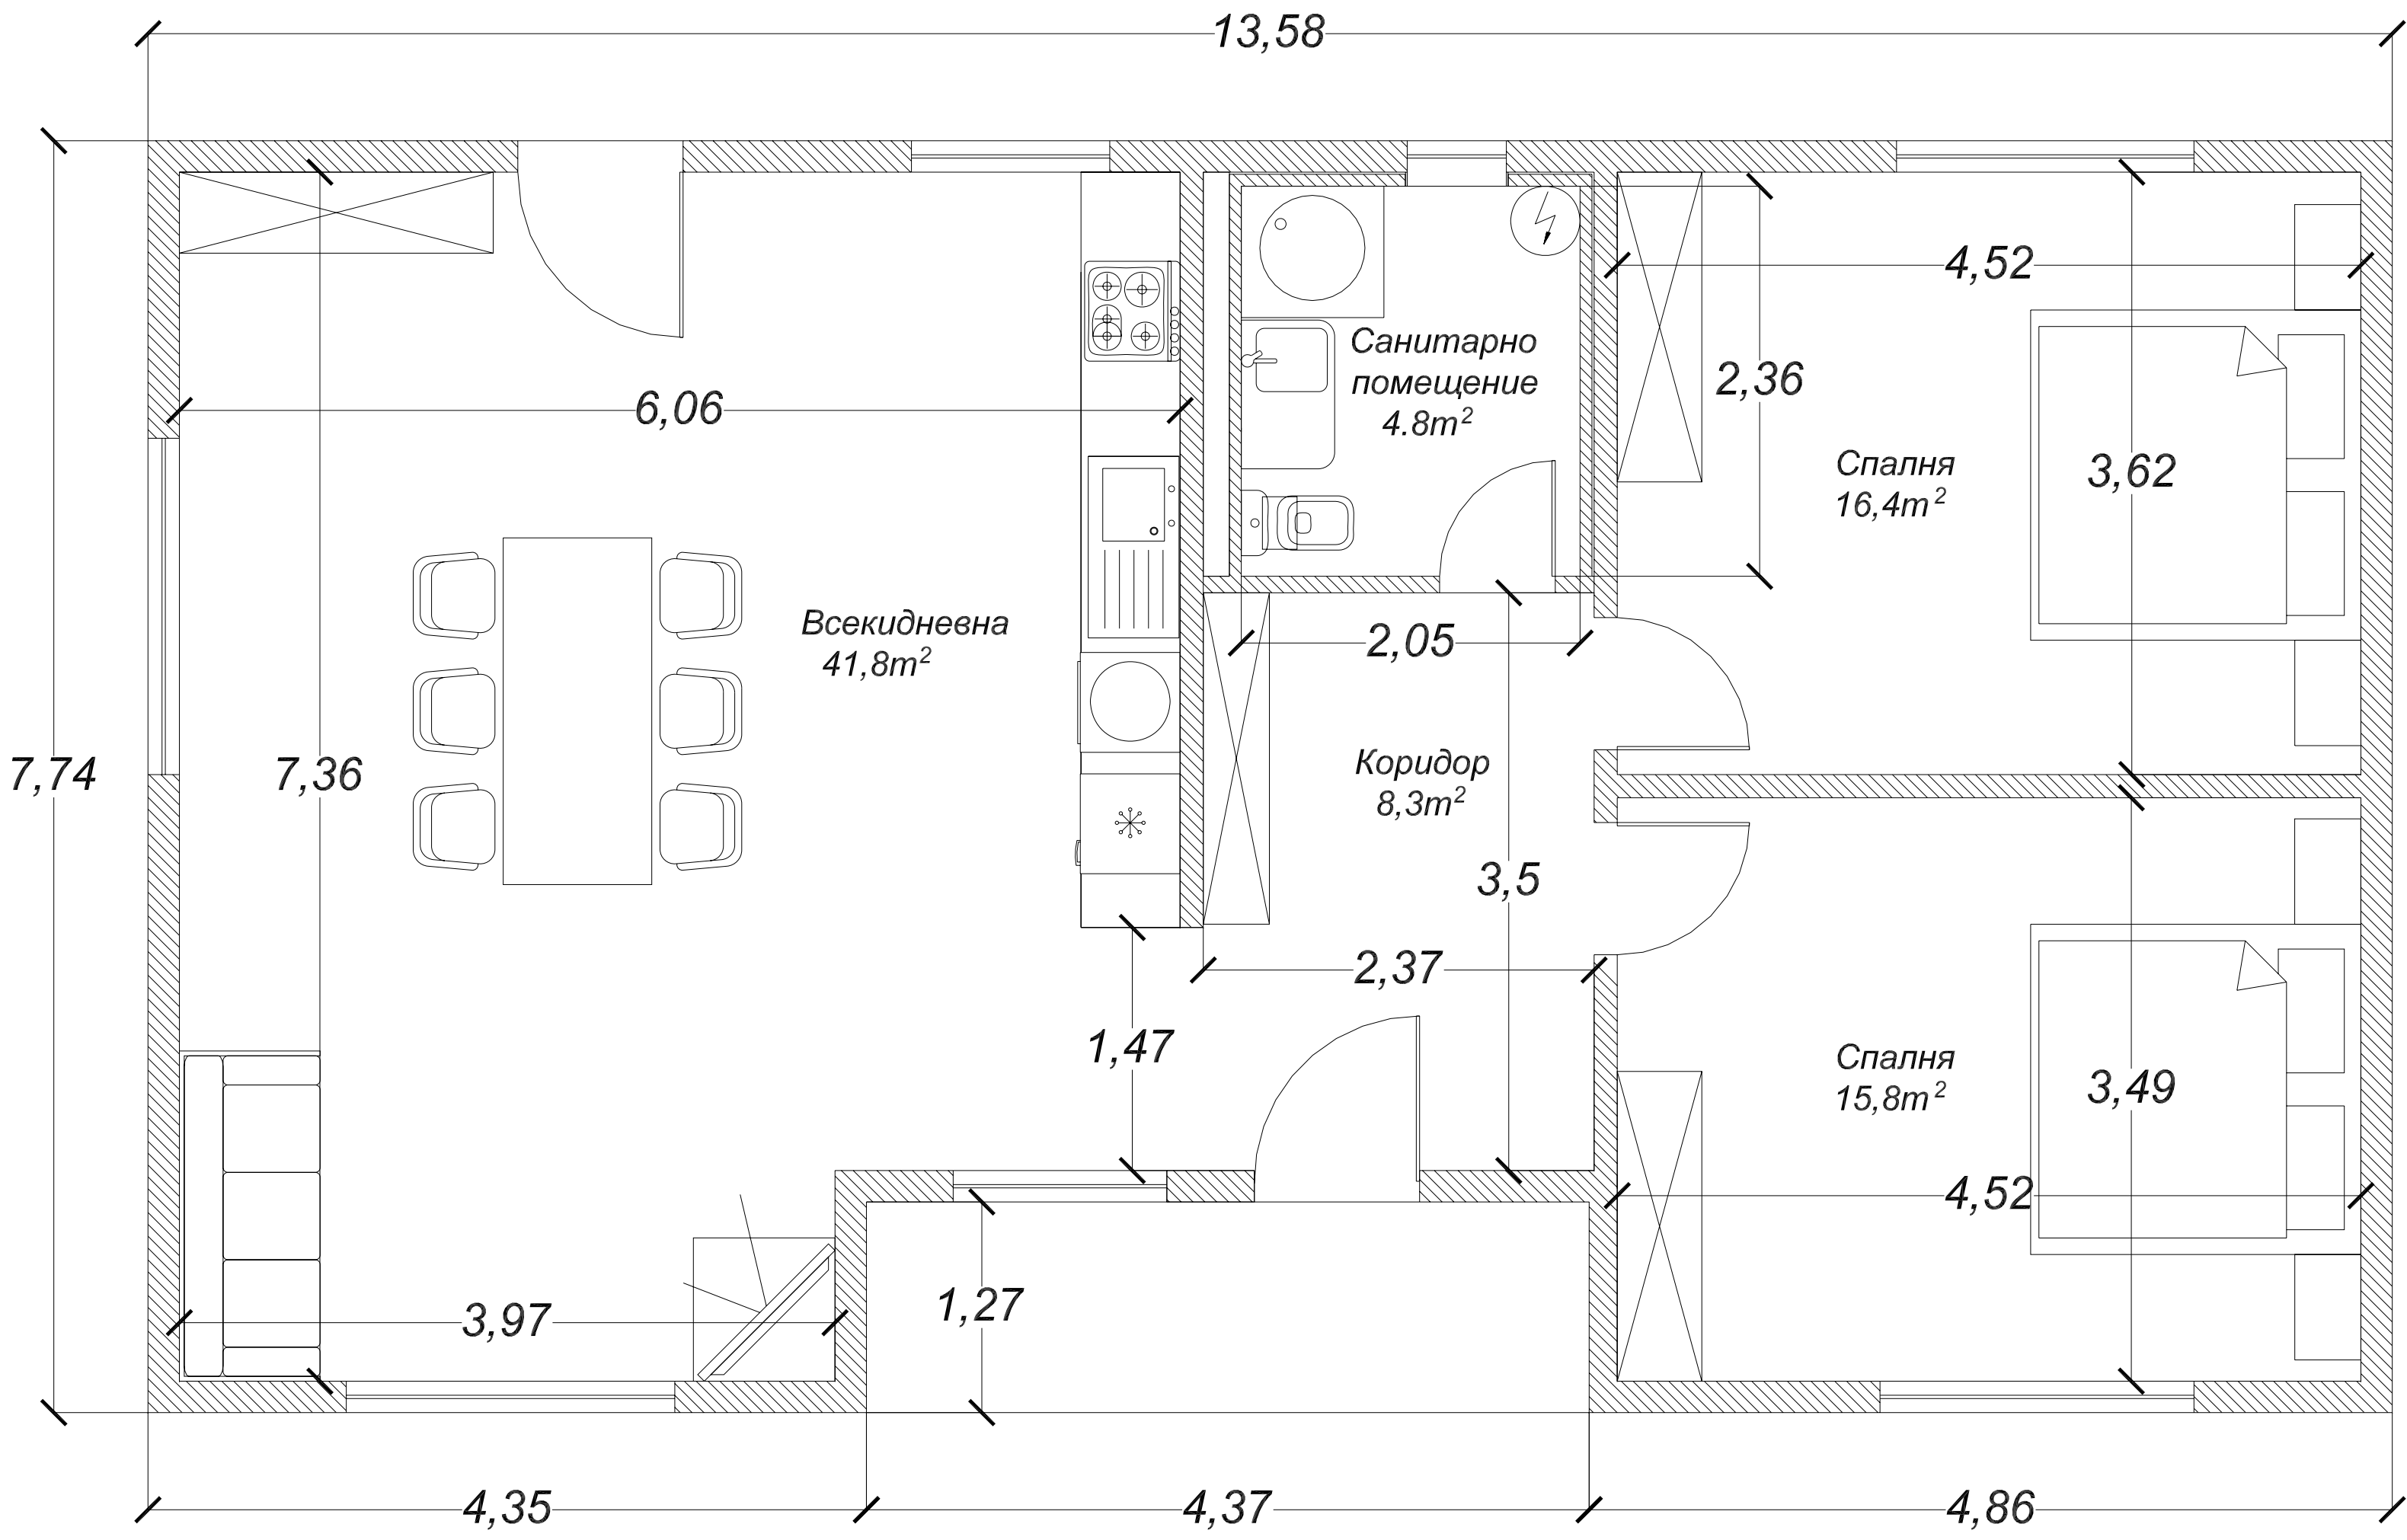 13,58
4,52
Санитарно
помещение
4.8m²
2,36
6,06
Спалня
16,4m²
3,62
Всекидневна
41,8m²
2,05
7,74
7,36
Коридор
8,3m²
3,5
2,37
1,47
Спалня
15,8m²
3,49
4,52
1,27
3,97
4,35
4,37
4,86